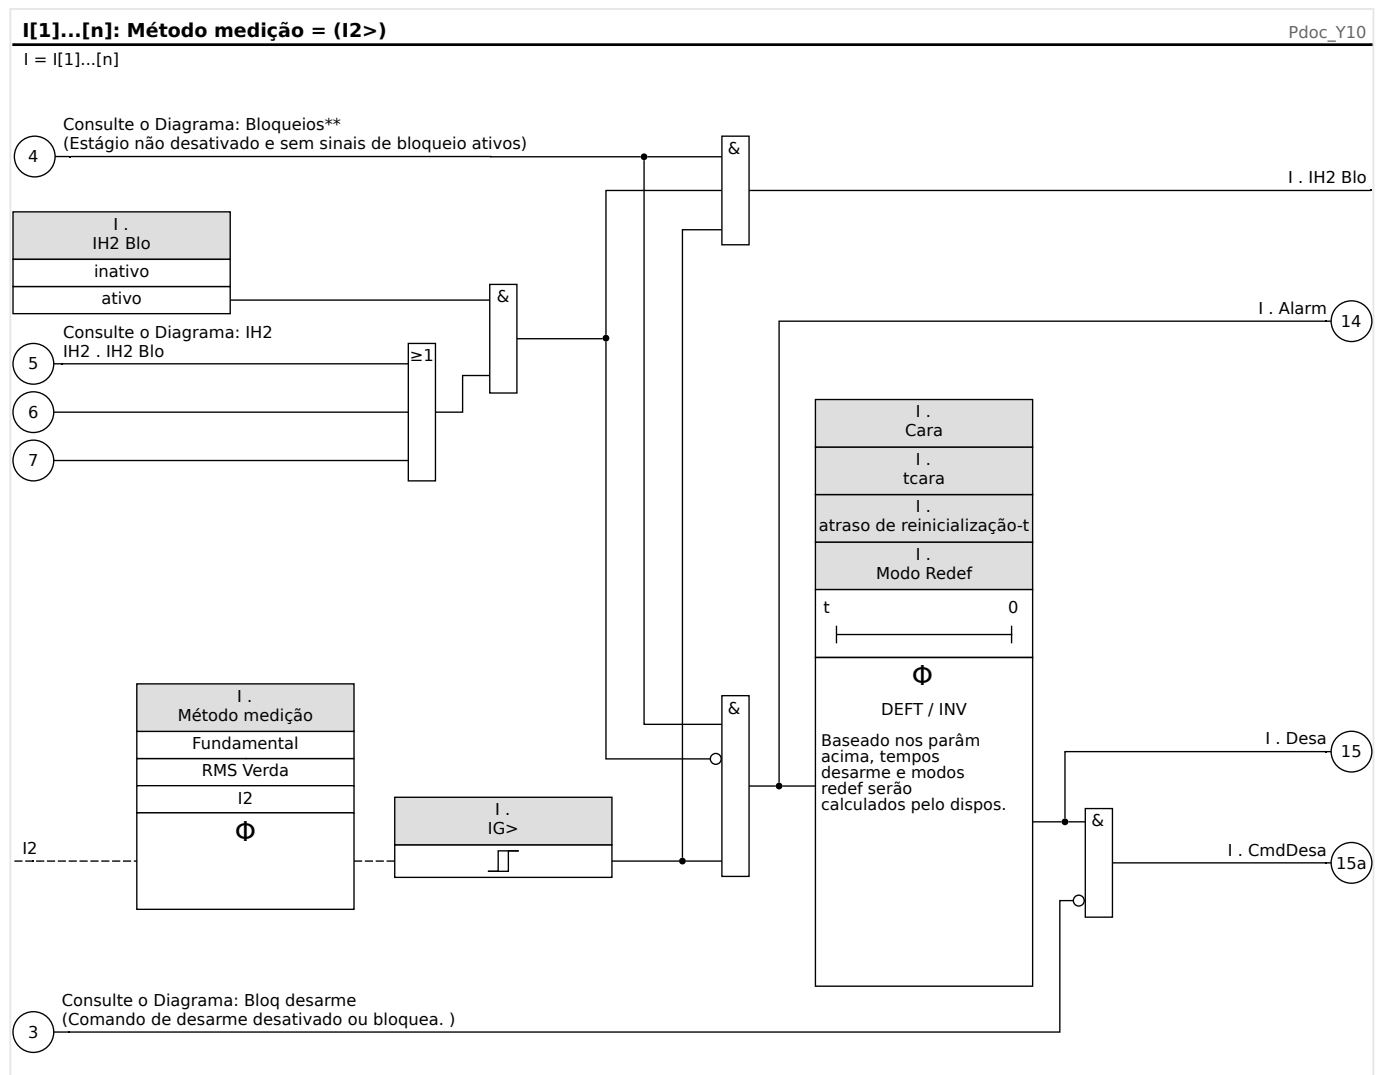 I[1]...[n]: Método medição = (I2>)
Pdoc_Y10
I = I[1]...[n]
Consulte o Diagrama: Bloqueios**
(Estágio não desativado e sem sinais de bloqueio ativos)
4
&
I . IH2 Blo
I .
IH2 Blo
inativo
ativo
&
I . Alarm
14
Consulte o Diagrama: IH2
IH2 . IH2 Blo
5
≥1
6
7
I .
Cara
I .
tcara
I .
atraso de reinicialização-t
I .
Modo Redef
t
0
Φ
DEFT / INV
Baseado nos parâm
acima, tempos
desarme e modos
redef serão
calculados pelo dispos.
I .
Método medição
Fundamental
RMS Verda
I2
Φ
I2
I .
IG>
&
I . Desa
15
&
I . CmdDesa
15a
Consulte o Diagrama: Bloq desarme
(Comando de desarme desativado ou bloquea. )
3